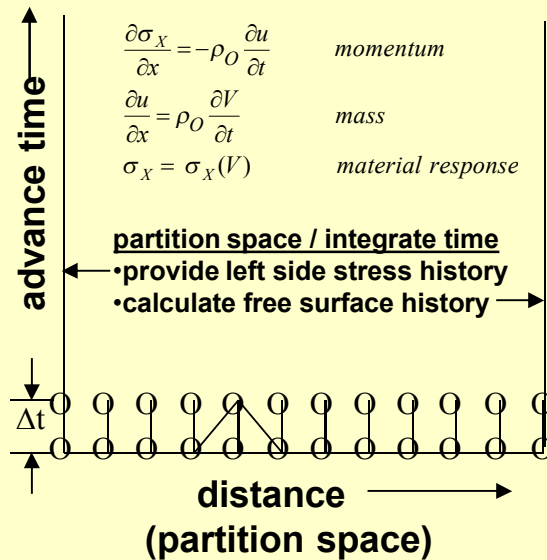 ∂σ_X/∂x = −ρ_O ∂u/∂t momentum
∂u/∂x = ρ_O ∂V/∂t mass
σ_X = σ_X(V) material response
advance time
partition space / integrate time
•provide left side stress history
•calculate free surface history
O O O O O O O O O O O O
Δt
O O O O O O O O O O O O
distance
(partition space)